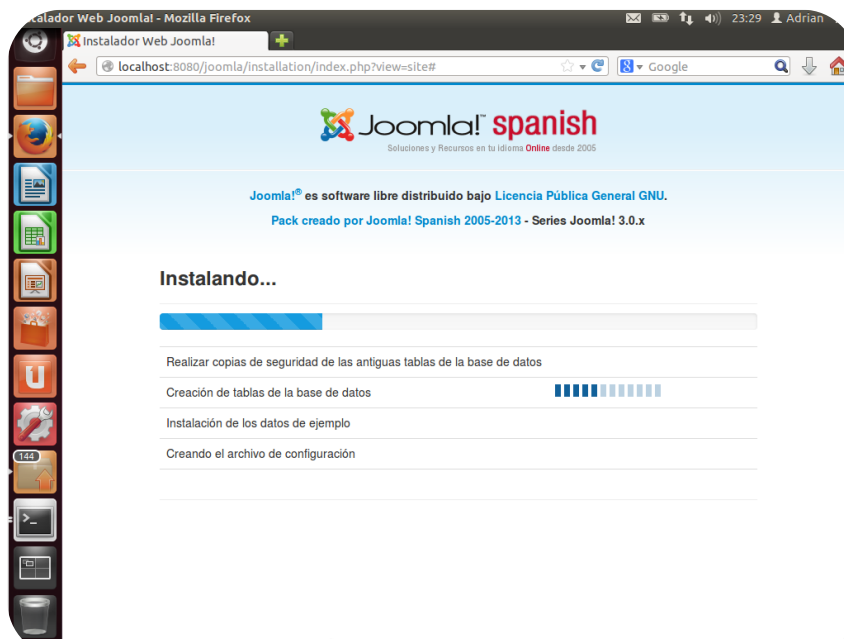 alador Web Joomla! - Mozilla Firefox
23:29 Adrian
Instalador Web Joomla!
localhost:8080/joomla/installation/index.php?view=site#
Google
Joomla!™ spanish
Soluciones y Recursos en tu idioma Online desde 2005
Joomla!® es software libre distribuido bajo Licencia Pública General GNU.
Pack creado por Joomla! Spanish 2005-2013 - Series Joomla! 3.0.x
Instalando...
Realizar copias de seguridad de las antiguas tablas de la base de datos
Creación de tablas de la base de datos
Instalación de los datos de ejemplo
Creando el archivo de configuración
144